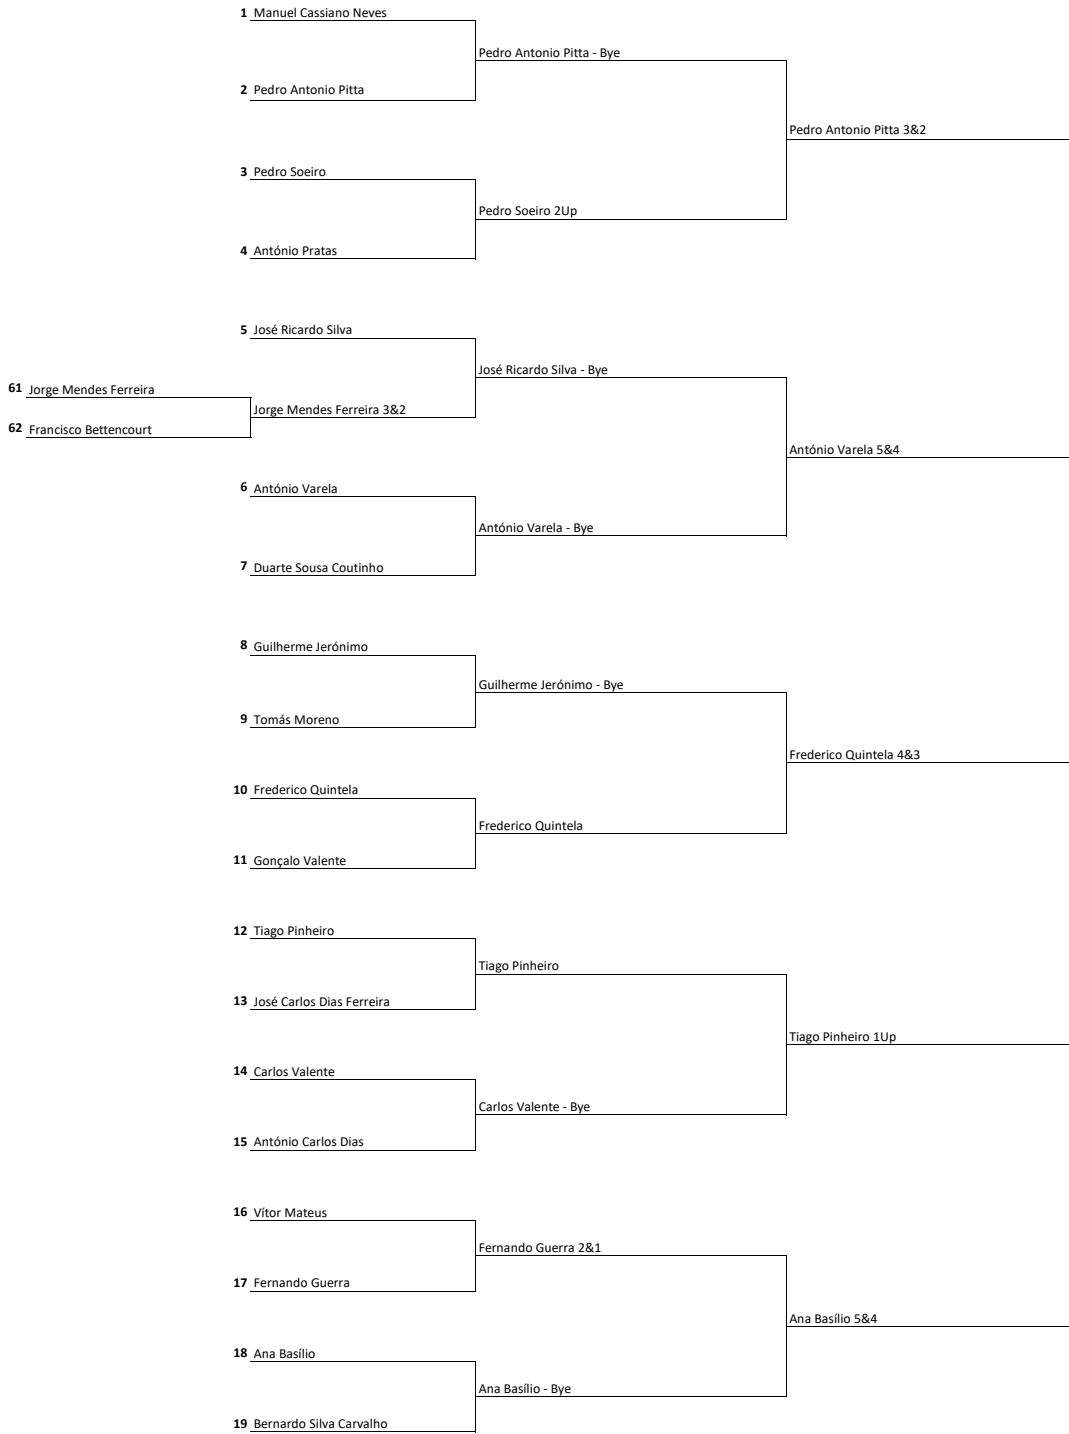 1 Manuel Cassiano Neves
Pedro Antonio Pitta - Bye
2 Pedro Antonio Pitta
Pedro Antonio Pitta 3&2
3 Pedro Soeiro
Pedro Soeiro 2Up
4 António Pratas
5 José Ricardo Silva
José Ricardo Silva - Bye
61 Jorge Mendes Ferreira
Jorge Mendes Ferreira 3&2
62 Francisco Bettencourt
António Varela 5&4
6 António Varela
António Varela - Bye
7 Duarte Sousa Coutinho
8 Guilherme Jerónimo
Guilherme Jerónimo - Bye
9 Tomás Moreno
Frederico Quintela 4&3
10 Frederico Quintela
Frederico Quintela
11 Gonçalo Valente
12 Tiago Pinheiro
Tiago Pinheiro
13 José Carlos Dias Ferreira
Tiago Pinheiro 1Up
14 Carlos Valente
Carlos Valente - Bye
15 António Carlos Dias
16 Vítor Mateus
Fernando Guerra 2&1
17 Fernando Guerra
Ana Basílio 5&4
18 Ana Basílio
Ana Basílio - Bye
19 Bernardo Silva Carvalho